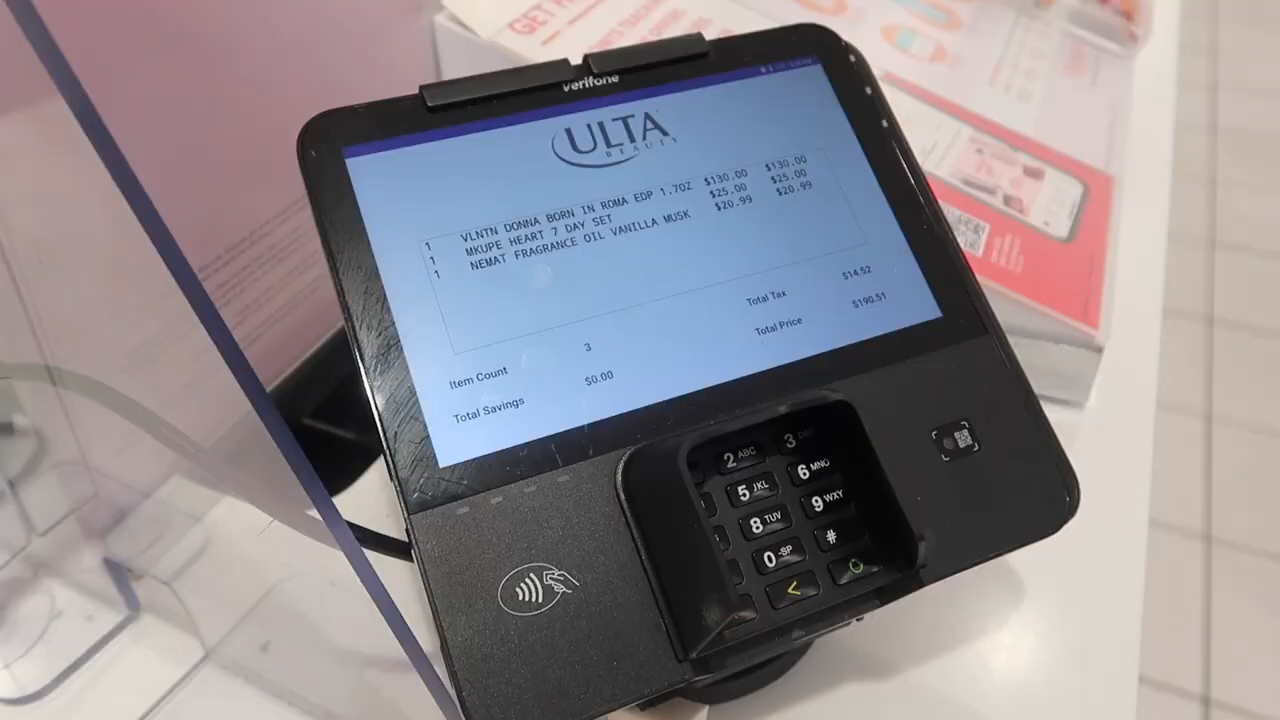 GET
verifone
ULTA
BEAUTY
1 VLNTN DONNA BORN IN ROMA EDP 1.7OZ $130.00 $130.00
1 MKUPE HEART 7 DAY SET $25.00 $25.00
1 NEMAT FRAGRANCE OIL VANILLA MUSK $20.99 $20.99
Total Tax $14.52
Item Count 3 Total Price $190.51
Total Savings $0.00
2 ABC 3
5 JKL 6 MNO
8 TUV 9 WXY
0 -SP #
<